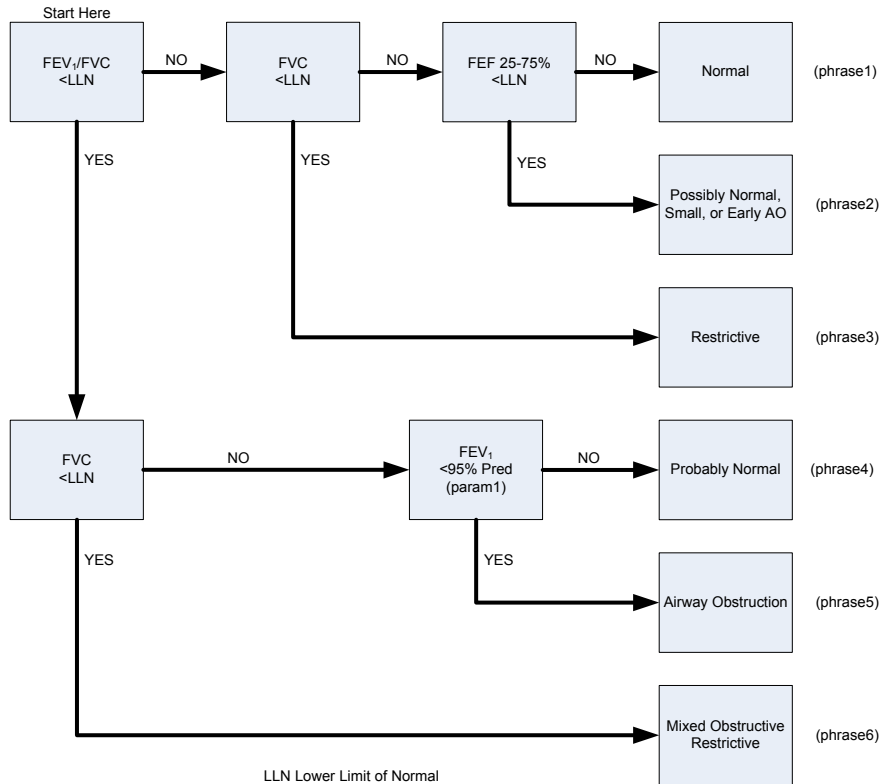 Start Here
FEV₁/FVC
<LLN
NO
FVC
<LLN
NO
FEF 25-75%
<LLN
NO
Normal
(phrase1)
YES
YES
YES
Possibly Normal,
Small, or Early AO
(phrase2)
Restrictive
(phrase3)
FVC
<LLN
NO
FEV₁
<95% Pred
(param1)
NO
Probably Normal
(phrase4)
YES
YES
Airway Obstruction
(phrase5)
Mixed Obstructive
Restrictive
(phrase6)
LLN Lower Limit of Normal